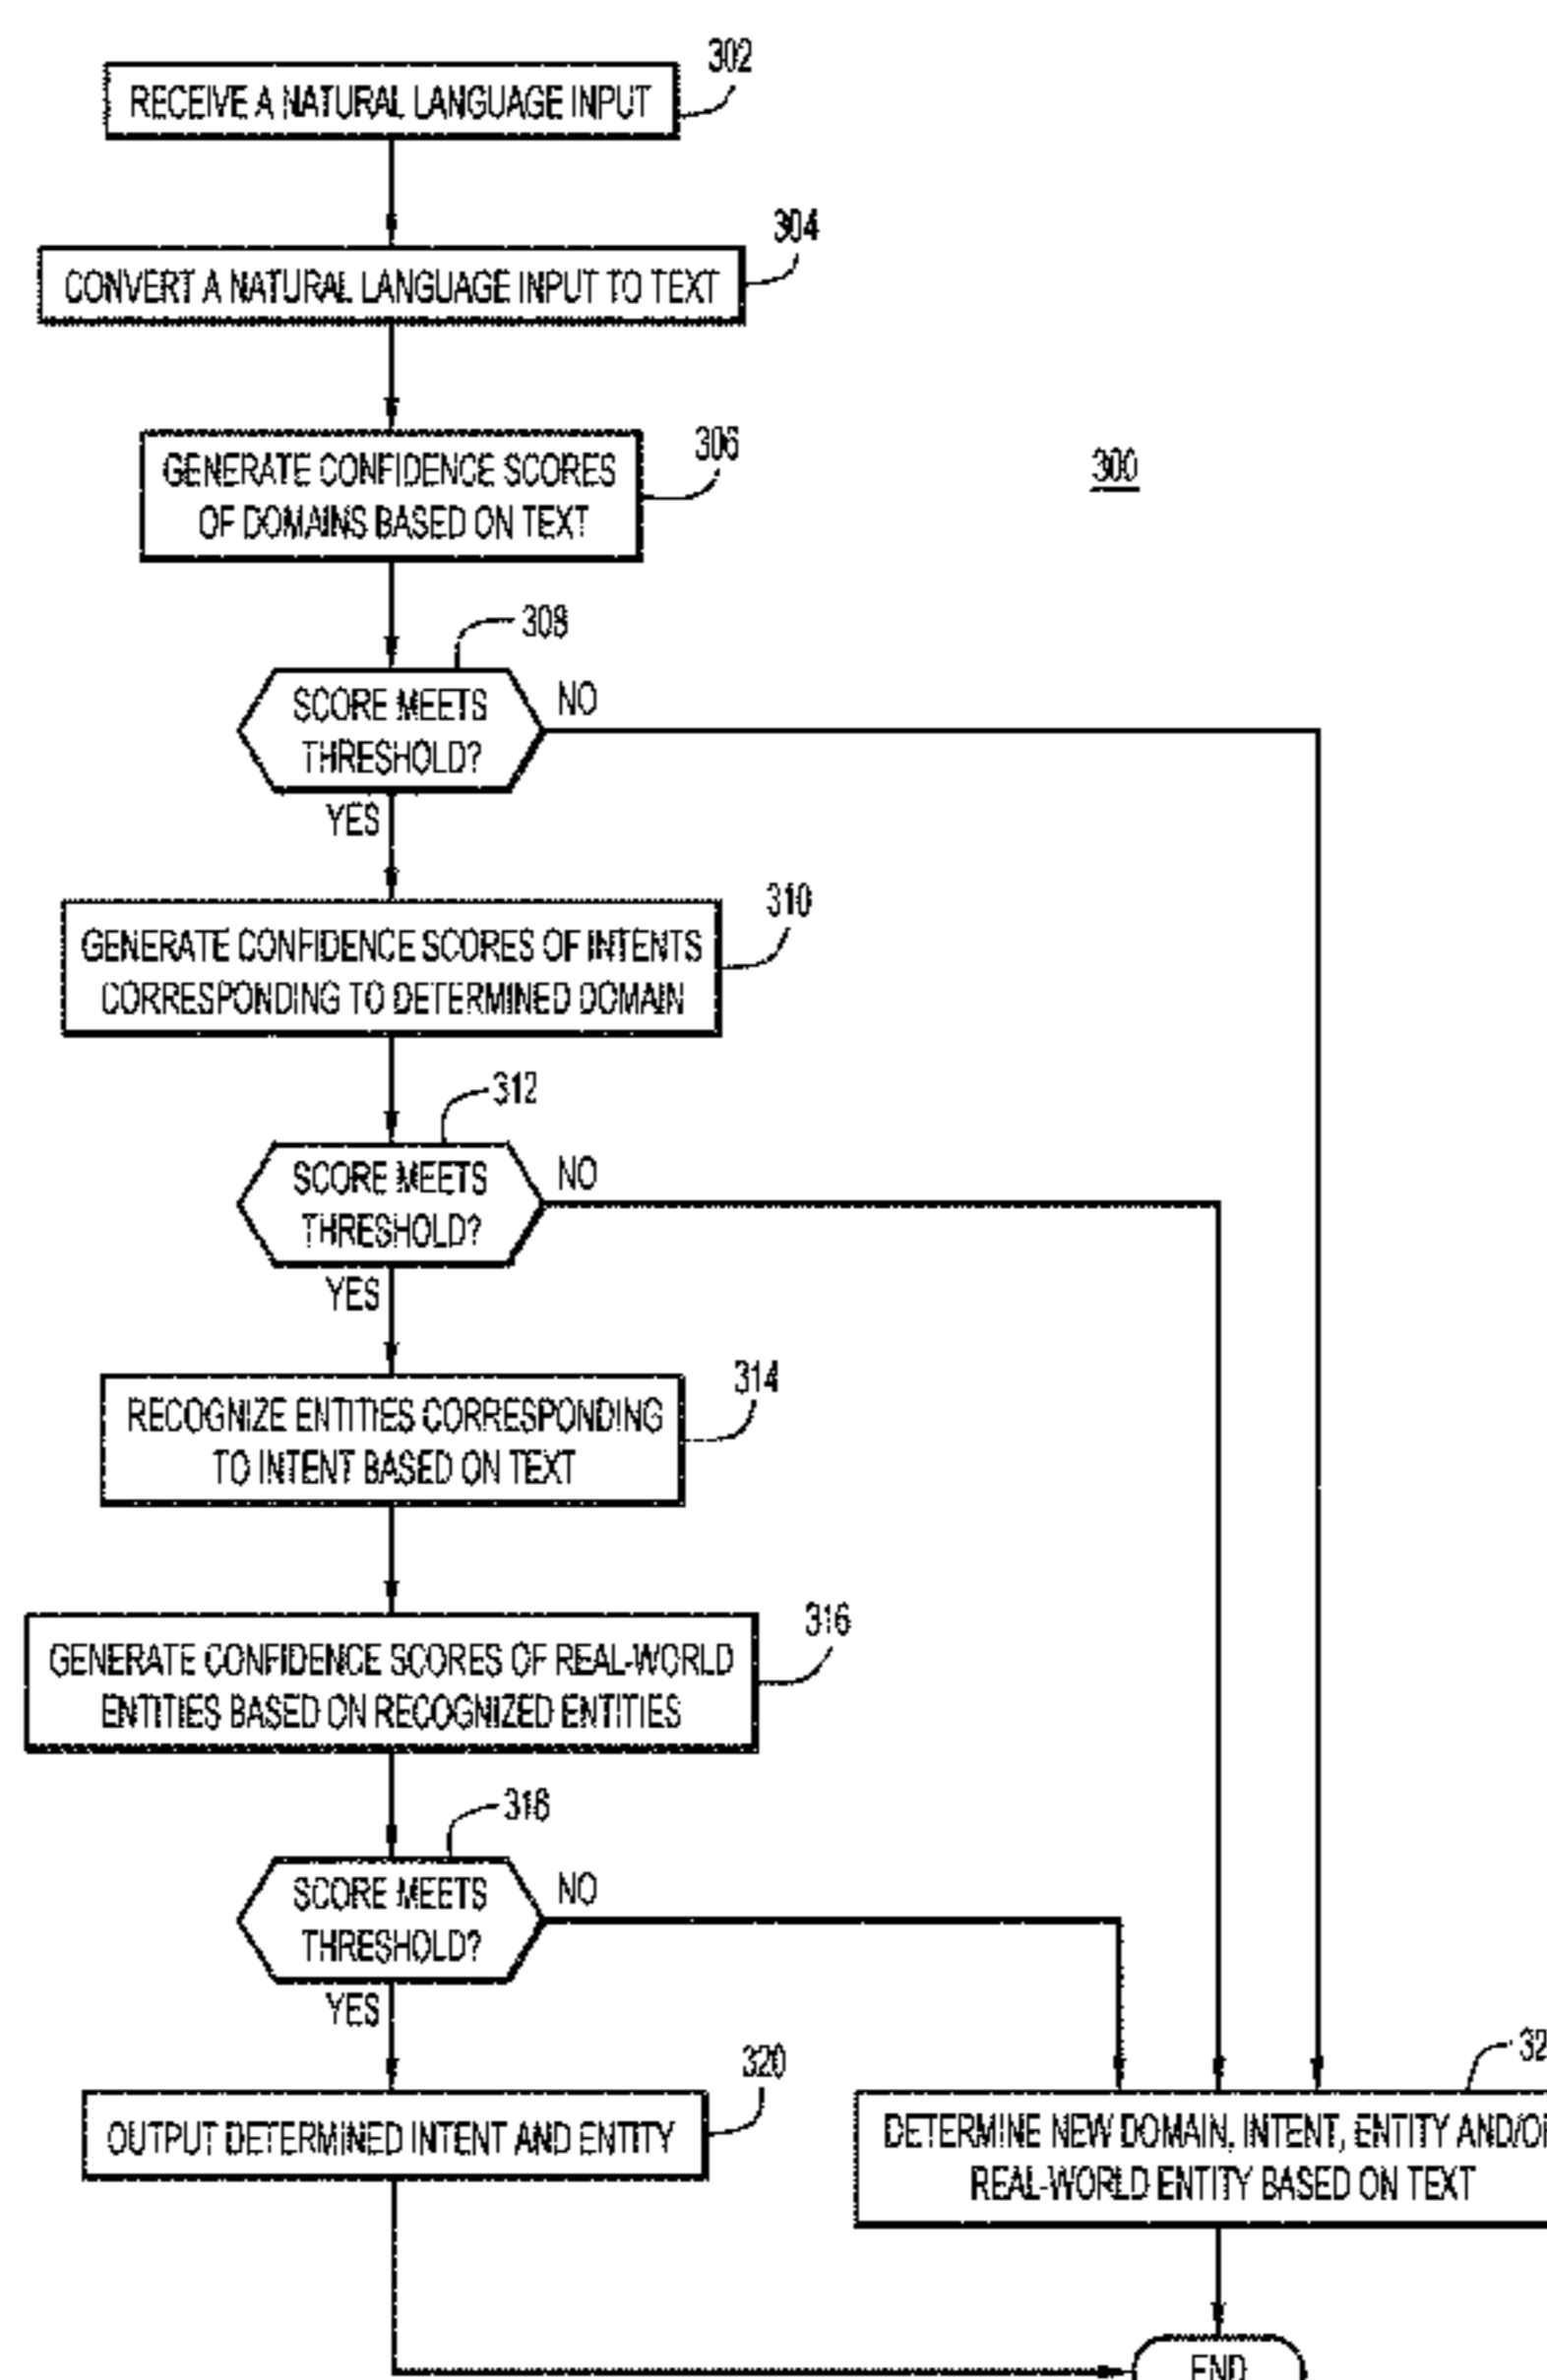 302
RECEIVE A NATURAL LANGUAGE INPUT
304
CONVERT A NATURAL LANGUAGE INPUT TO TEXT
306
GENERATE CONFIDENCE SCORES
OF DOMAINS BASED ON TEXT
300
308
SCORE MEETS
THRESHOLD?
NO
YES
310
GENERATE CONFIDENCE SCORES OF INTENTS
CORRESPONDING TO DETERMINED DOMAIN
312
SCORE MEETS
THRESHOLD?
NO
YES
314
RECOGNIZE ENTITIES CORRESPONDING
TO INTENT BASED ON TEXT
316
GENERATE CONFIDENCE SCORES OF REAL-WORLD
ENTITIES BASED ON RECOGNIZED ENTITIES
318
SCORE MEETS
THRESHOLD?
NO
YES
320
OUTPUT DETERMINED INTENT AND ENTITY
DETERMINE NEW DOMAIN, INTENT, ENTITY AND/OR
REAL-WORLD ENTITY BASED ON TEXT
END